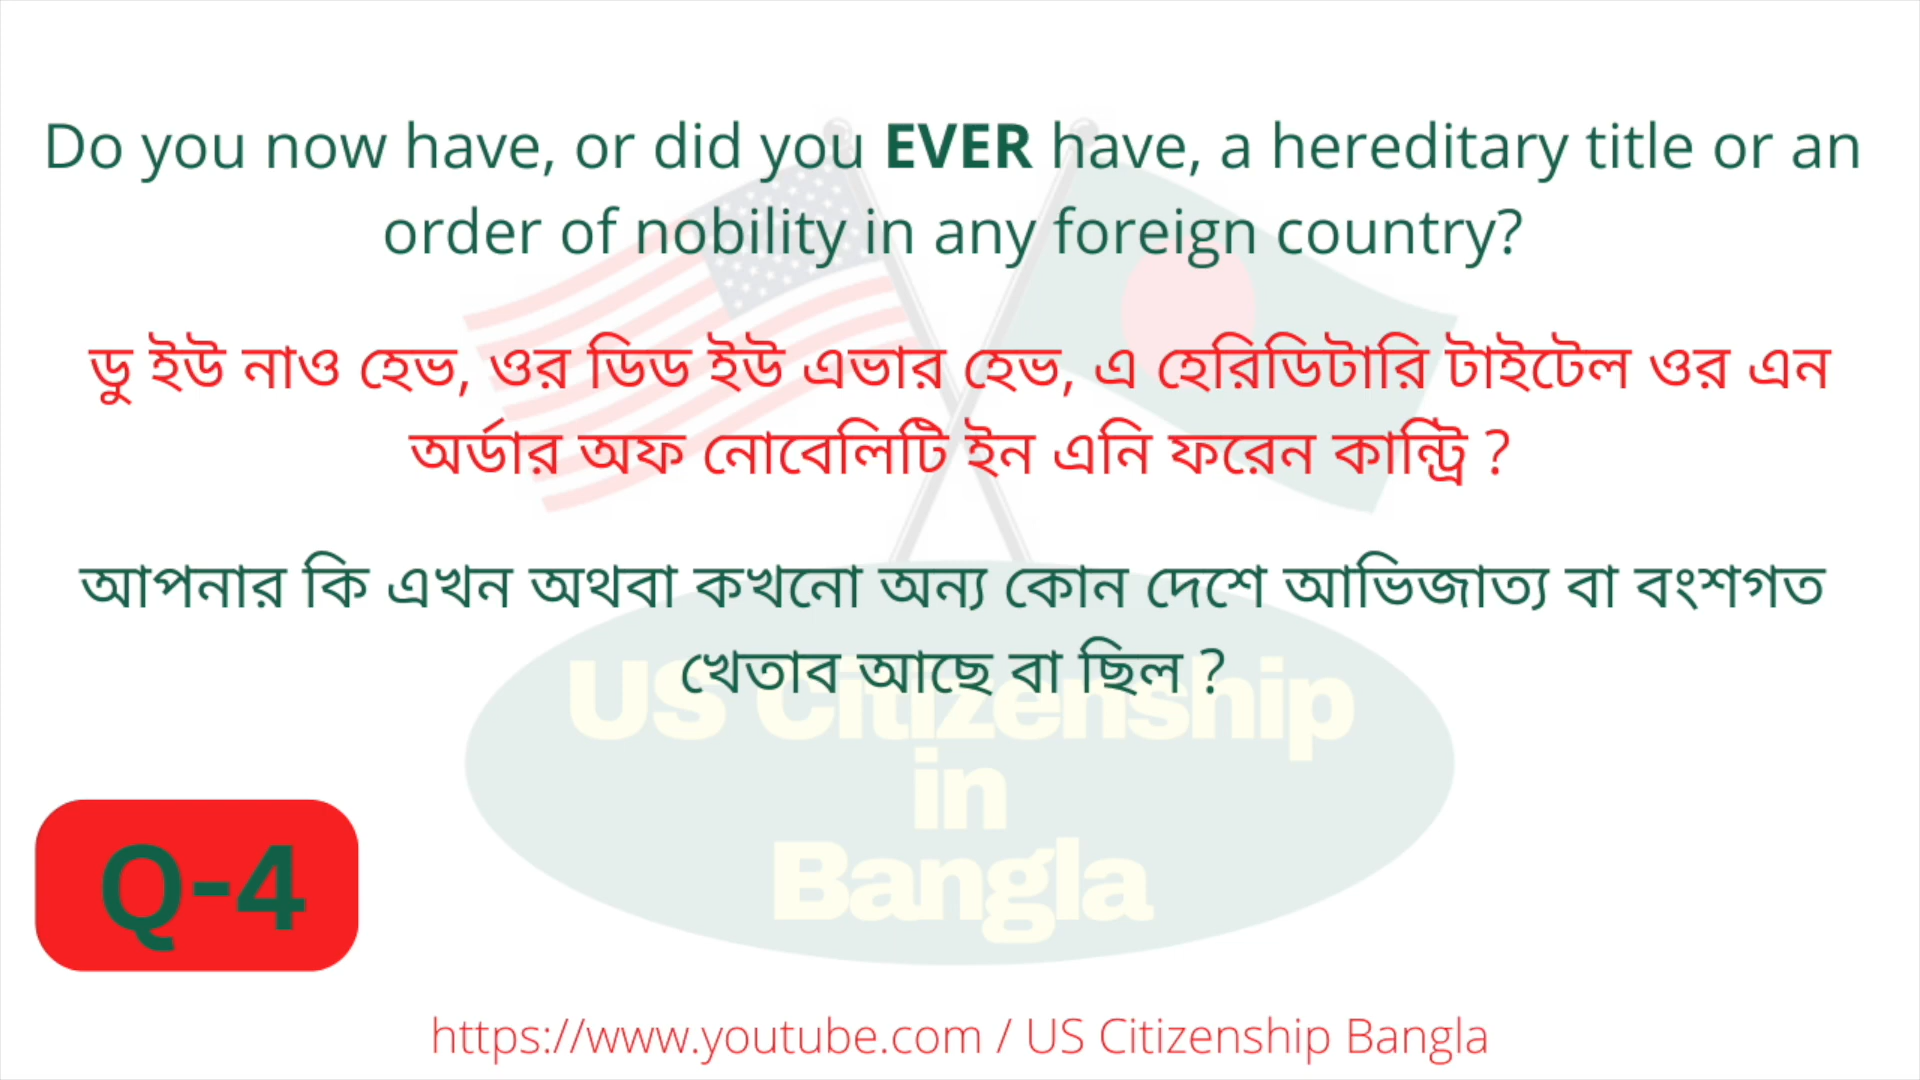 Do you now have, or did you EVER have, a hereditary title or an
order of nobility in any foreign country?
ডু ইউ নাও হেভ, ওর ডিড ইউ এভার হেভ, এ হেরিডিটারি টাইটেল ওর এন
অর্ডার অফ নোবেলিটি ইন এনি ফরেন কান্ট্রি ?
আপনার কি এখন অথবা কখনো অন্য কোন দেশে আভিজাত্য বা বংশগত
খেতাব আছে বা ছিল ?
US Citizenship
in
Bangla
Q-4
https://www.youtube.com / US Citizenship Bangla